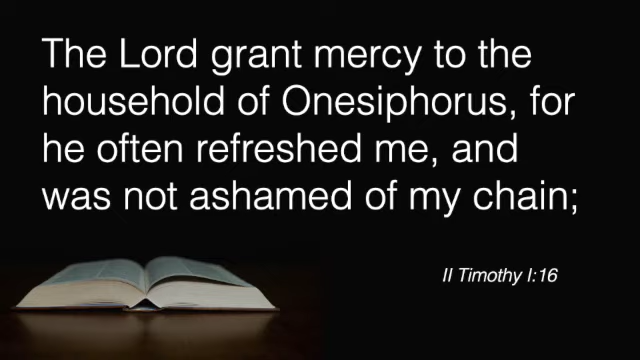 The Lord grant mercy to the
household of Onesiphorus, for
he often refreshed me, and
was not ashamed of my chain;
II Timothy I:16